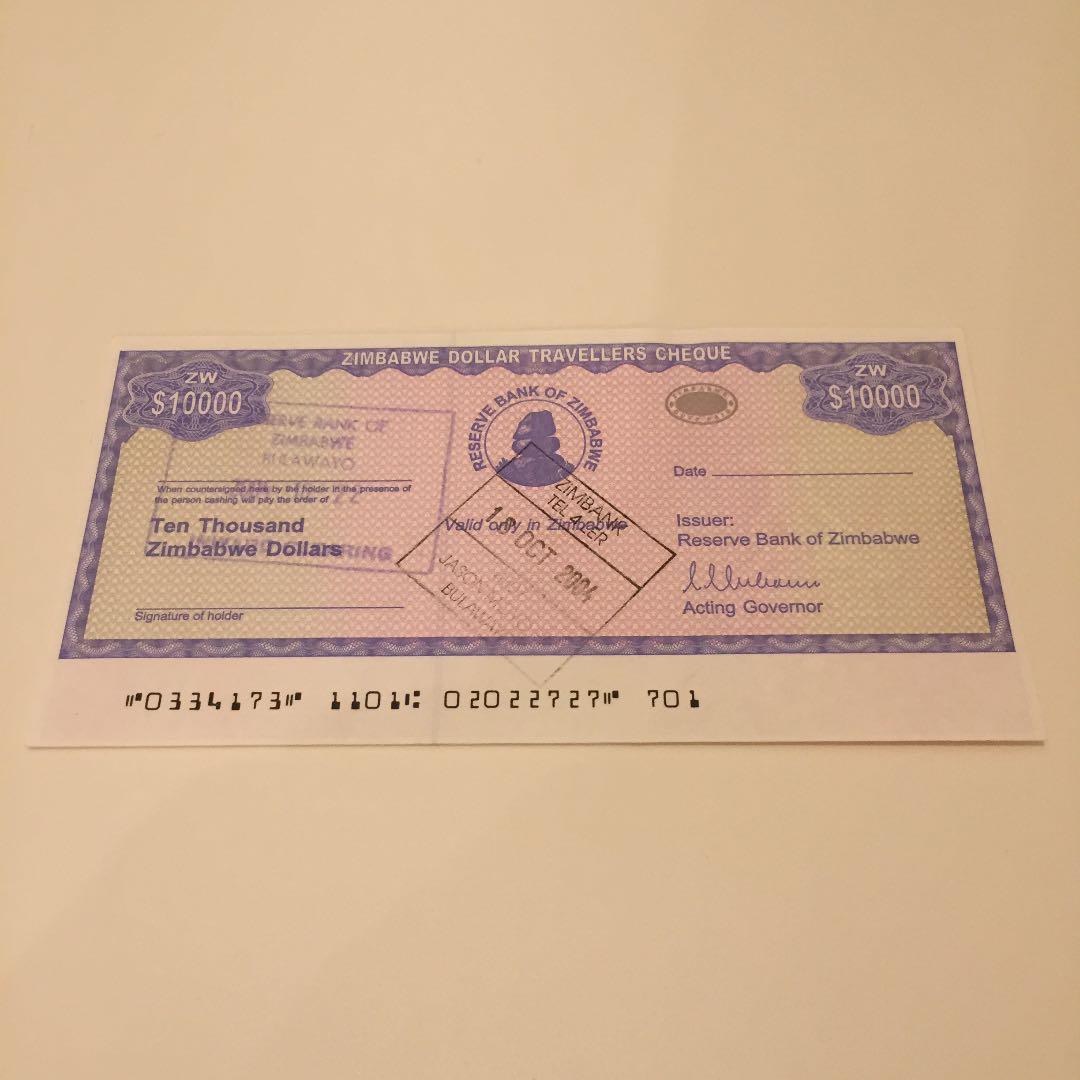 ZIMBABWE DOLLAR TRAVELLERS CHEQUE
ZW
$10000
ZW
$10000
RESERVE BANK OF ZIMBABWE
RESERVE BANK OF
ZIMBABWE
BULAWAYO
When countersigned here by the holder in the presence of
the person cashing will pay the order of
Date
Ten Thousand
Zimbabwe Dollars
Valid only in Zimbabwe
Issuer:
Reserve Bank of Zimbabwe
Acting Governor
Signature of holder
ZIMBANK
OCT 2004
JASON
0334173 1101 02022727 701